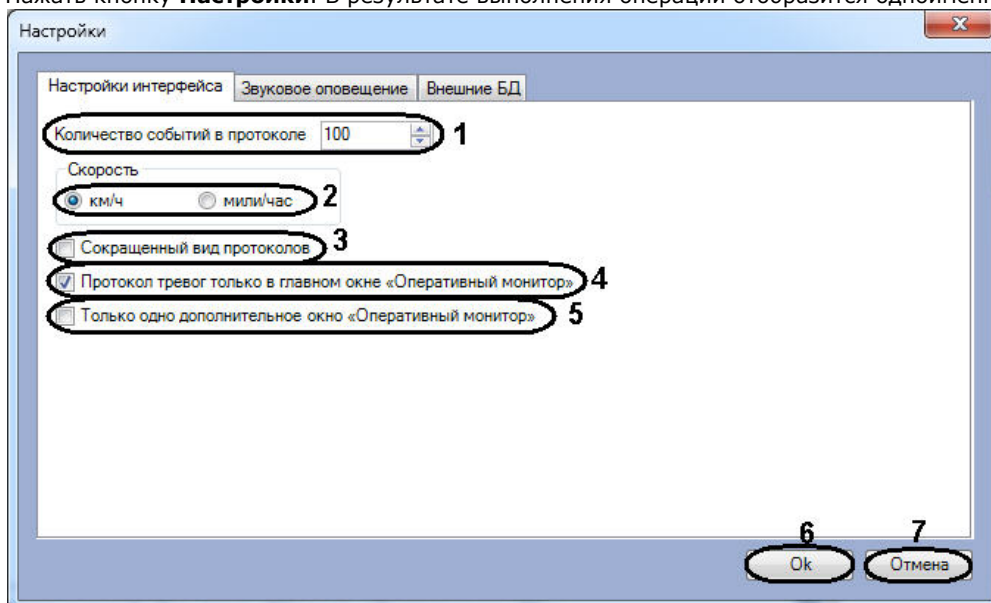 Нажать кнопку Настройки. В результате выполнения операции отобразится одноимен
Настройки
Настройки интерфейса Звуковое оповещение Внешние БД
Количество событий в протоколе 100 1
Скорость
км/ч мили/час 2
Сокращенный вид протоколов 3
Протокол тревог только в главном окне «Оперативный монитор» 4
Только одно дополнительное окно «Оперативный монитор» 5
6 7
Ok Отмена